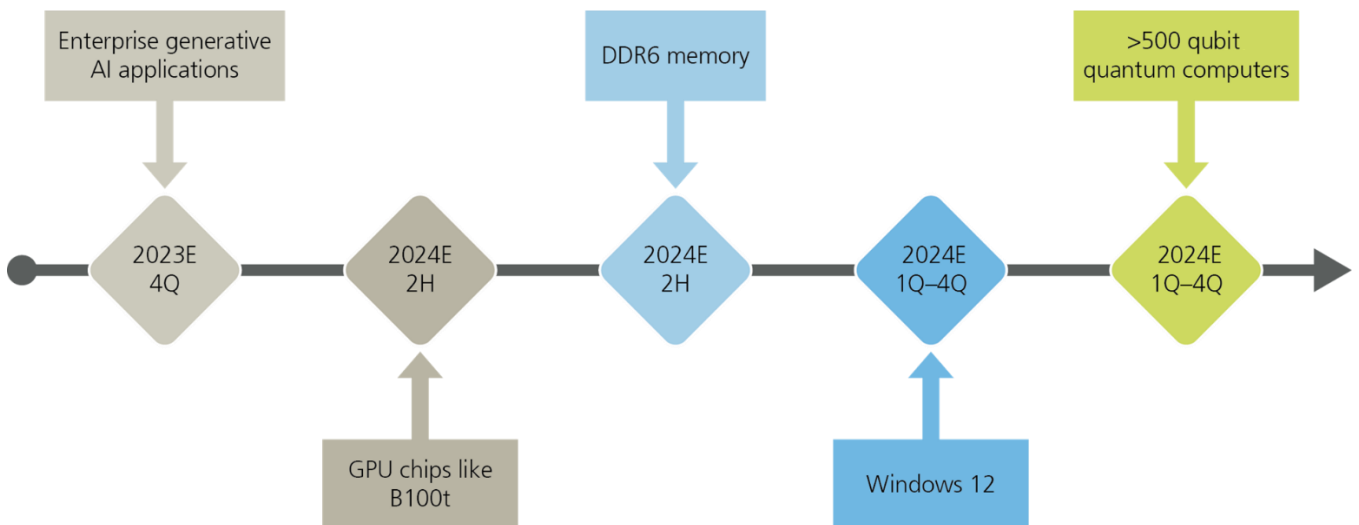 Enterprise generative
AI applications
DDR6 memory
>500 qubit
quantum computers
2023E
4Q
2024E
2H
2024E
2H
2024E
1Q–4Q
2024E
1Q–4Q
GPU chips like
B100t
Windows 12